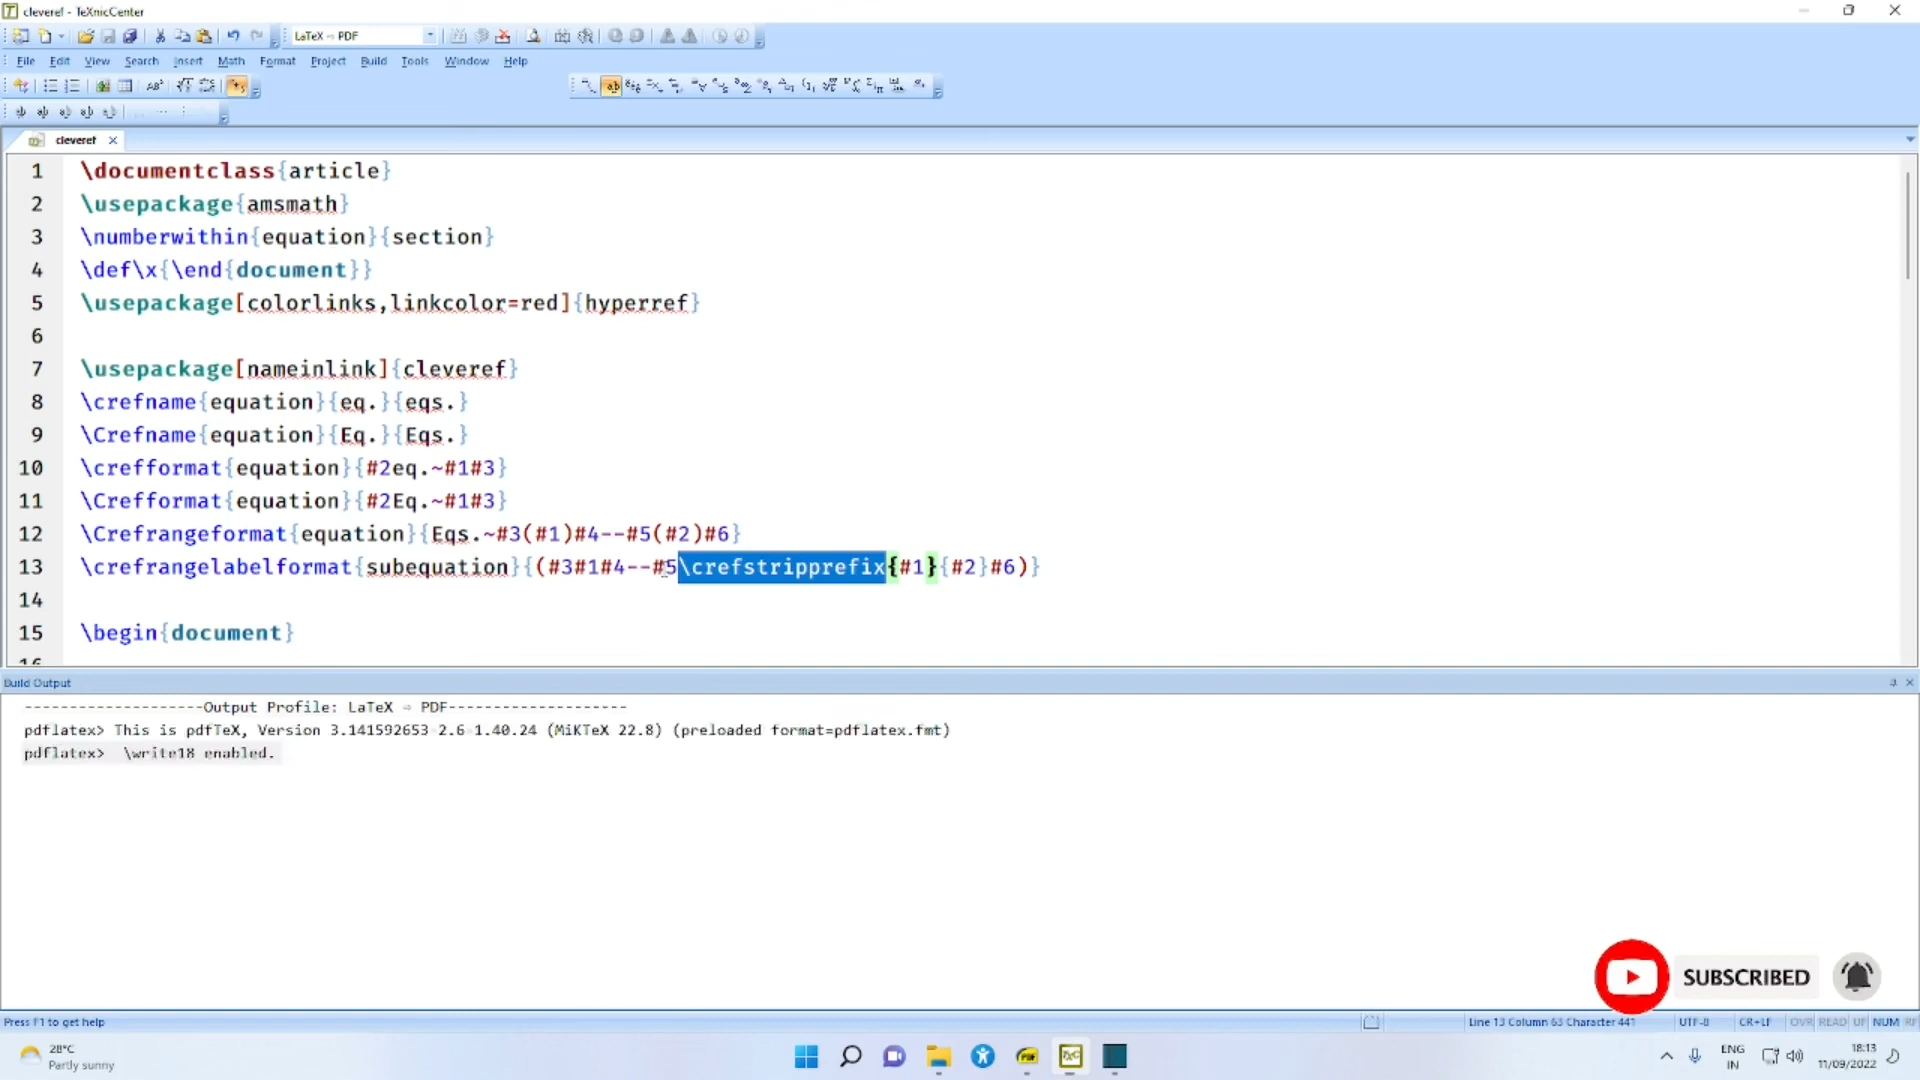 cleveref - TeXnicCenter
LaTeX ⇨ PDF
File Edit View Search Insert Math Format Project Build Tools Window Help
cleveref
1 \documentclass{article}
2 \usepackage{amsmath}
3 \numberwithin{equation}{section}
4 \def\x{\end{document}}
5 \usepackage[colorlinks,linkcolor=red]{hyperref}
6
7 \usepackage[nameinlink]{cleveref}
8 \crefname{equation}{eq.}{eqs.}
9 \Crefname{equation}{Eq.}{Eqs.}
10 \crefformat{equation}{#2eq.~#1#3}
11 \Crefformat{equation}{#2Eq.~#1#3}
12 \Crefrangeformat{equation}{Eqs.~#3(#1)#4--#5(#2)#6}
13 \crefrangelabelformat{subequation}{(#3#1#4--#5\crefstripprefix{#1}{#2}#6)}
14
15 \begin{document}
16
Build Output
--------------------Output Profile: LaTeX ⇨ PDF--------------------
pdflatex> This is pdfTeX, Version 3.141592653-2.6-1.40.24 (MiKTeX 22.8) (preloaded format=pdflatex.fmt)
pdflatex> \write18 enabled.
SUBSCRIBED
Press F1 to get help
Line 13 Column 63 Character 441 UTF-8 CR+LF OVR READ NUM
28°C
Partly sunny
ENG
IN
18:13
11/09/2022